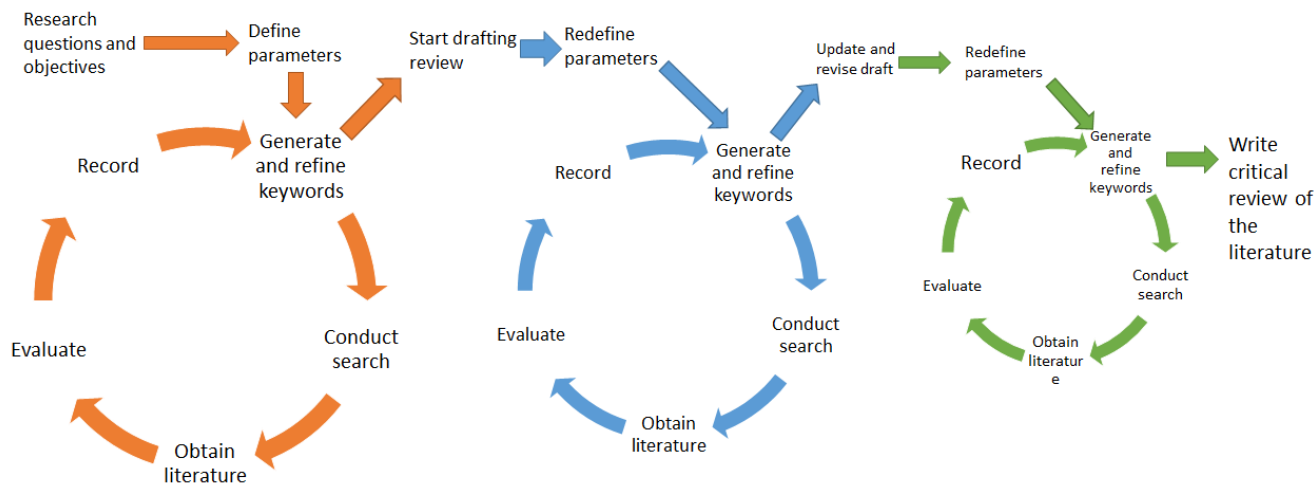 Research
questions and
objectives
Define
parameters
Generate
and refine
keywords
Conduct
search
Obtain
literature
Evaluate
Record
Start drafting
review
Redefine
parameters
Generate
and refine
keywords
Conduct
search
Obtain
literature
Evaluate
Record
Update and
revise draft
Redefine
parameters
Generate
and
refine
keywords
Conduct
search
Obtain
literatur
e
Evaluate
Record
Write
critical
review of
the
literature